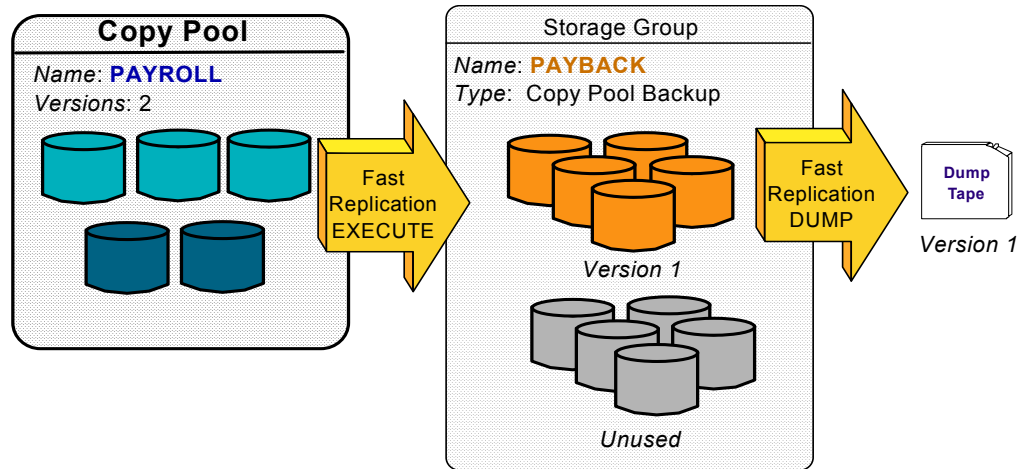 Copy Pool
Name: PAYROLL
Versions: 2
Fast
Replication
EXECUTE
Storage Group
Name: PAYBACK
Type: Copy Pool Backup
Version 1
Unused
Fast
Replication
DUMP
Dump
Tape
Version 1